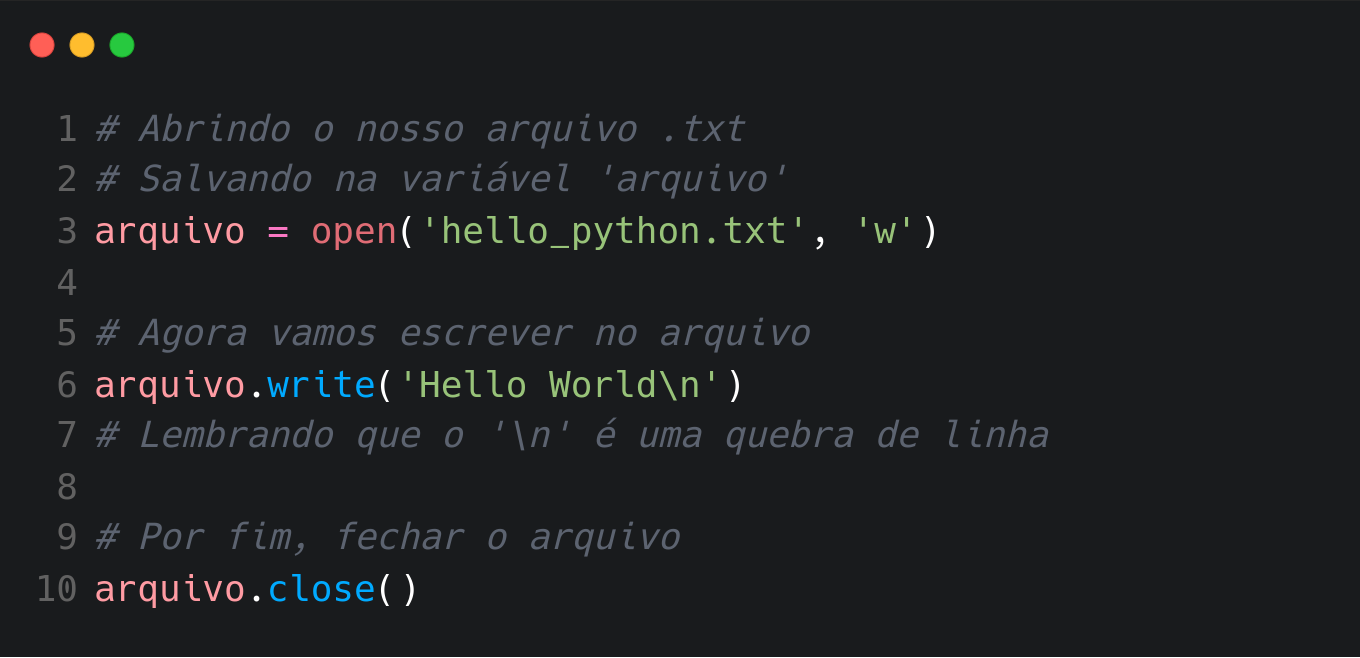 1 # Abrindo o nosso arquivo .txt
2 # Salvando na variável 'arquivo'
3 arquivo = open('hello_python.txt', 'w')
4
5 # Agora vamos escrever no arquivo
6 arquivo.write('Hello World\n')
7 # Lembrando que o '\n' é uma quebra de linha
8
9 # Por fim, fechar o arquivo
10 arquivo.close()